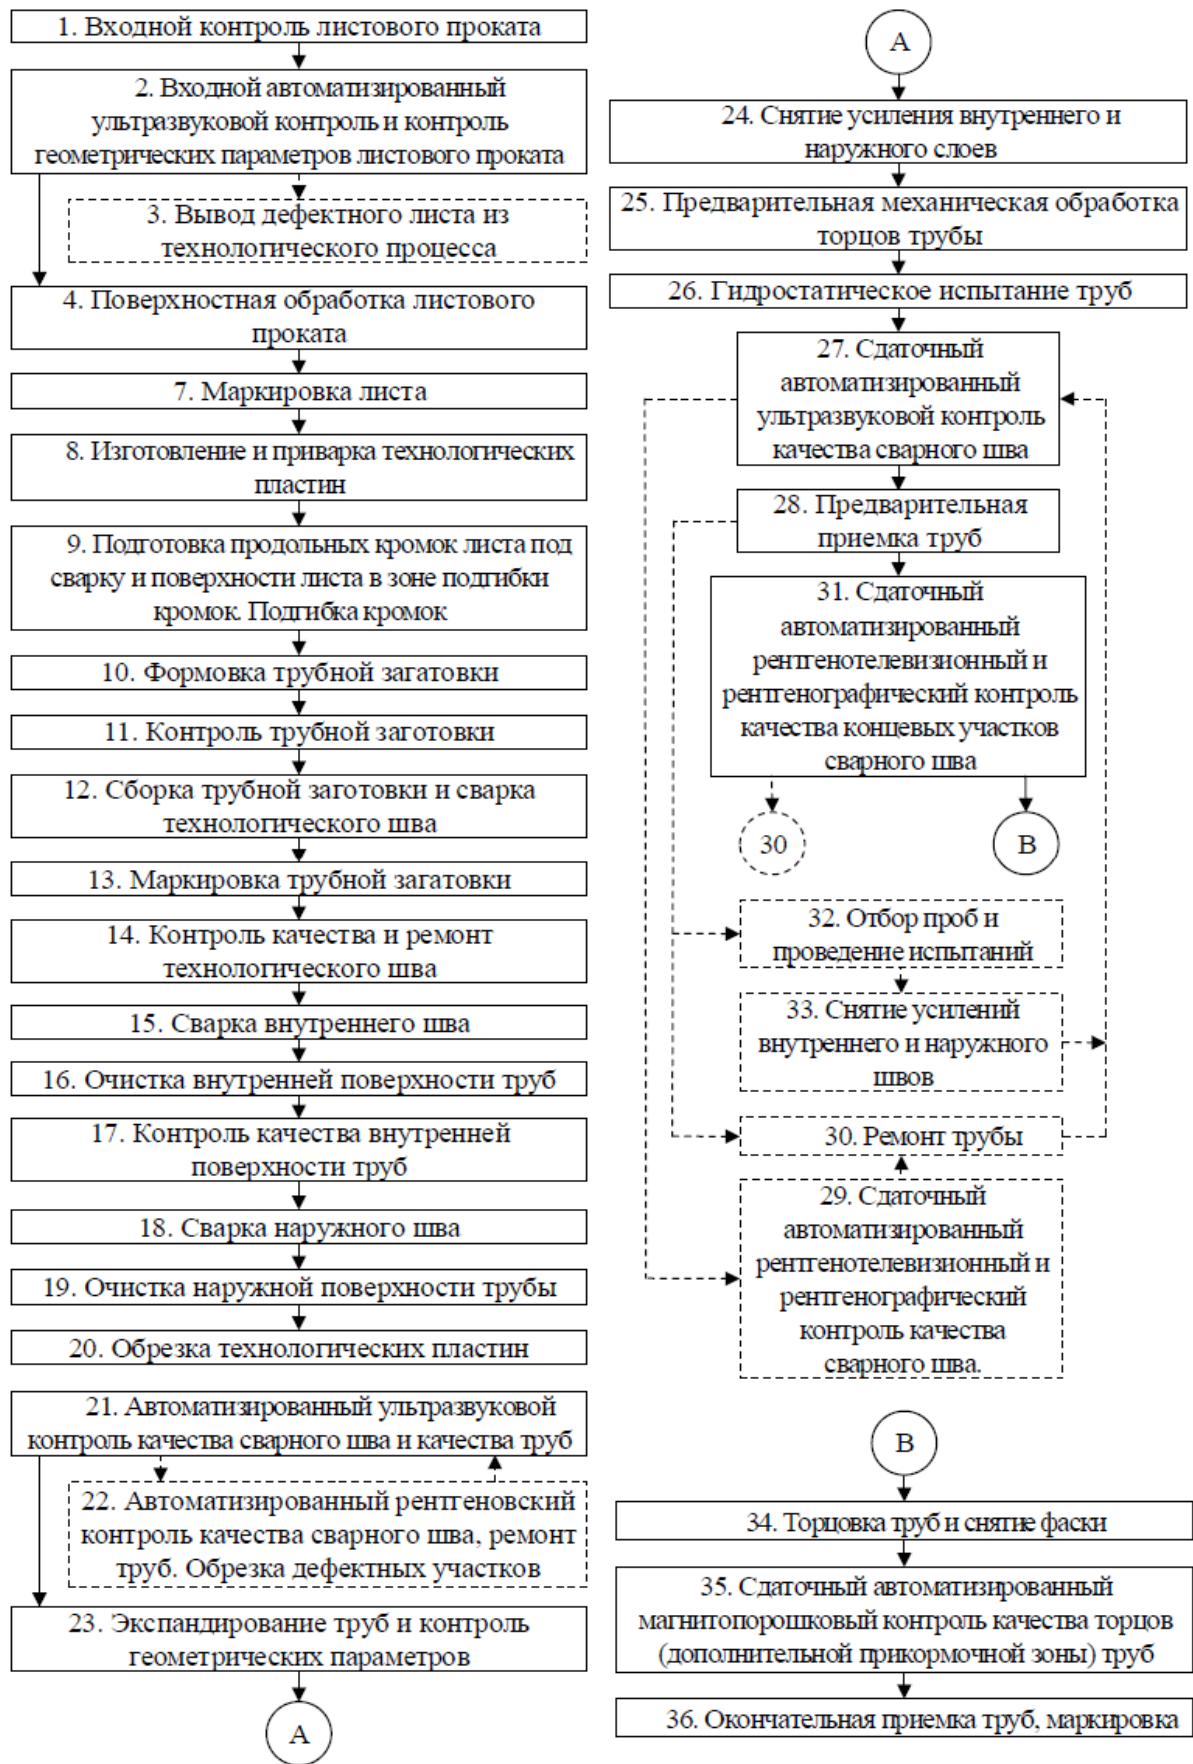 1. Входной контроль листового проката
2. Входной автоматизированный
ультразвуковой контроль и контроль
геометрических параметров листового проката
3. Вывод дефектного листа из
технологического процесса
4. Поверхностная обработка листового
проката
7. Маркировка листа
8. Изготовление и приварка технологических
пластин
9. Подготовка продольных кромок листа под
сварку и поверхности листа в зоне подгибки
кромок. Подгибка кромок
10. Формовка трубной загатовки
11. Контроль трубной заготовки
12. Сборка трубной заготовки и сварка
технологического шва
13. Маркировка трубной загатовки
14. Контроль качества и ремонт
технологического шва
15. Сварка внутреннего шва
16. Очистка внутренней поверхности труб
17. Контроль качества внутренней
поверхности труб
18. Сварка наружного шва
19. Очистка наружной поверхности трубы
20. Обрезка технологических пластин
21. Автоматизированный ультразвуковой
контроль качества сварного шва и качества труб
22. Автоматизированный рентгеновский
контроль качества сварного шва, ремонт
труб. Обрезка дефектных участков
23. Экспандирование труб и контроль
геометрических параметров
А
А
24. Снятие усиления внутреннего и
наружного слоев
25. Предварительная механическая обработка
торцов трубы
26. Гидростатическое испытание труб
27. Сдаточный
автоматизированный
ультразвуковой контроль
качества сварного шва
28. Предварительная
приемка труб
31. Сдаточный
автоматизированный
рентгенотелевизионный и
рентгенографический контроль
качества концевых участков
сварного шва
30
В
32. Отбор проб и
проведение испытаний
33. Снятие усилений
внутреннего и наружного
швов
30. Ремонт трубы
29. Сдаточный
автоматизированный
рентгенотелевизионный и
рентгенографический
контроль качества
сварного шва.
В
34. Торцовка труб и снятие фаски
35. Сдаточный автоматизированный
магнитопорошковый контроль качества торцов
(дополнительной прикормочной зоны) труб
36. Окончательная приемка труб, маркировка